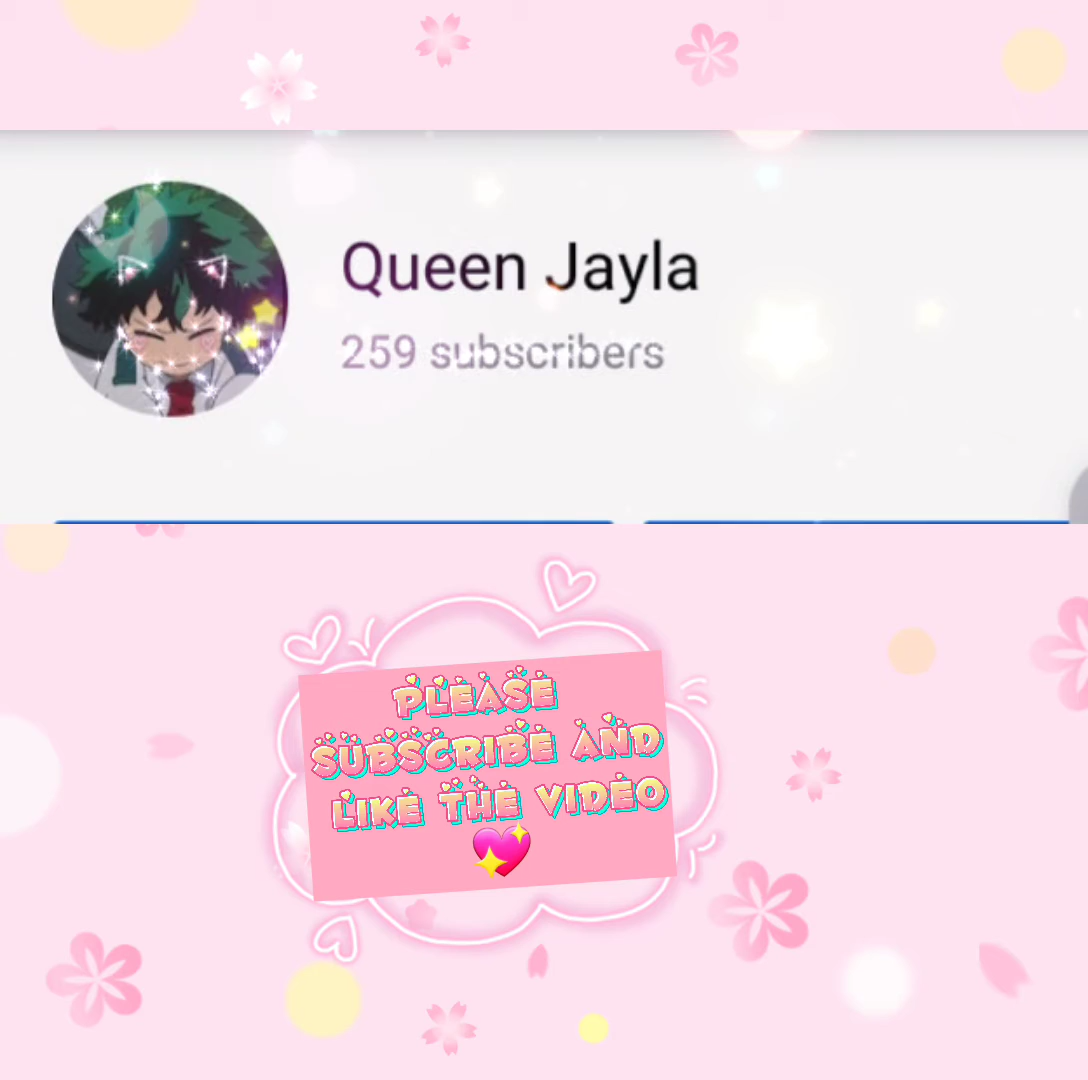 Queen Jayla
259 subscribers
PLEASE
SUBSCRIBE AND
LIKE THE VIDEO
💖